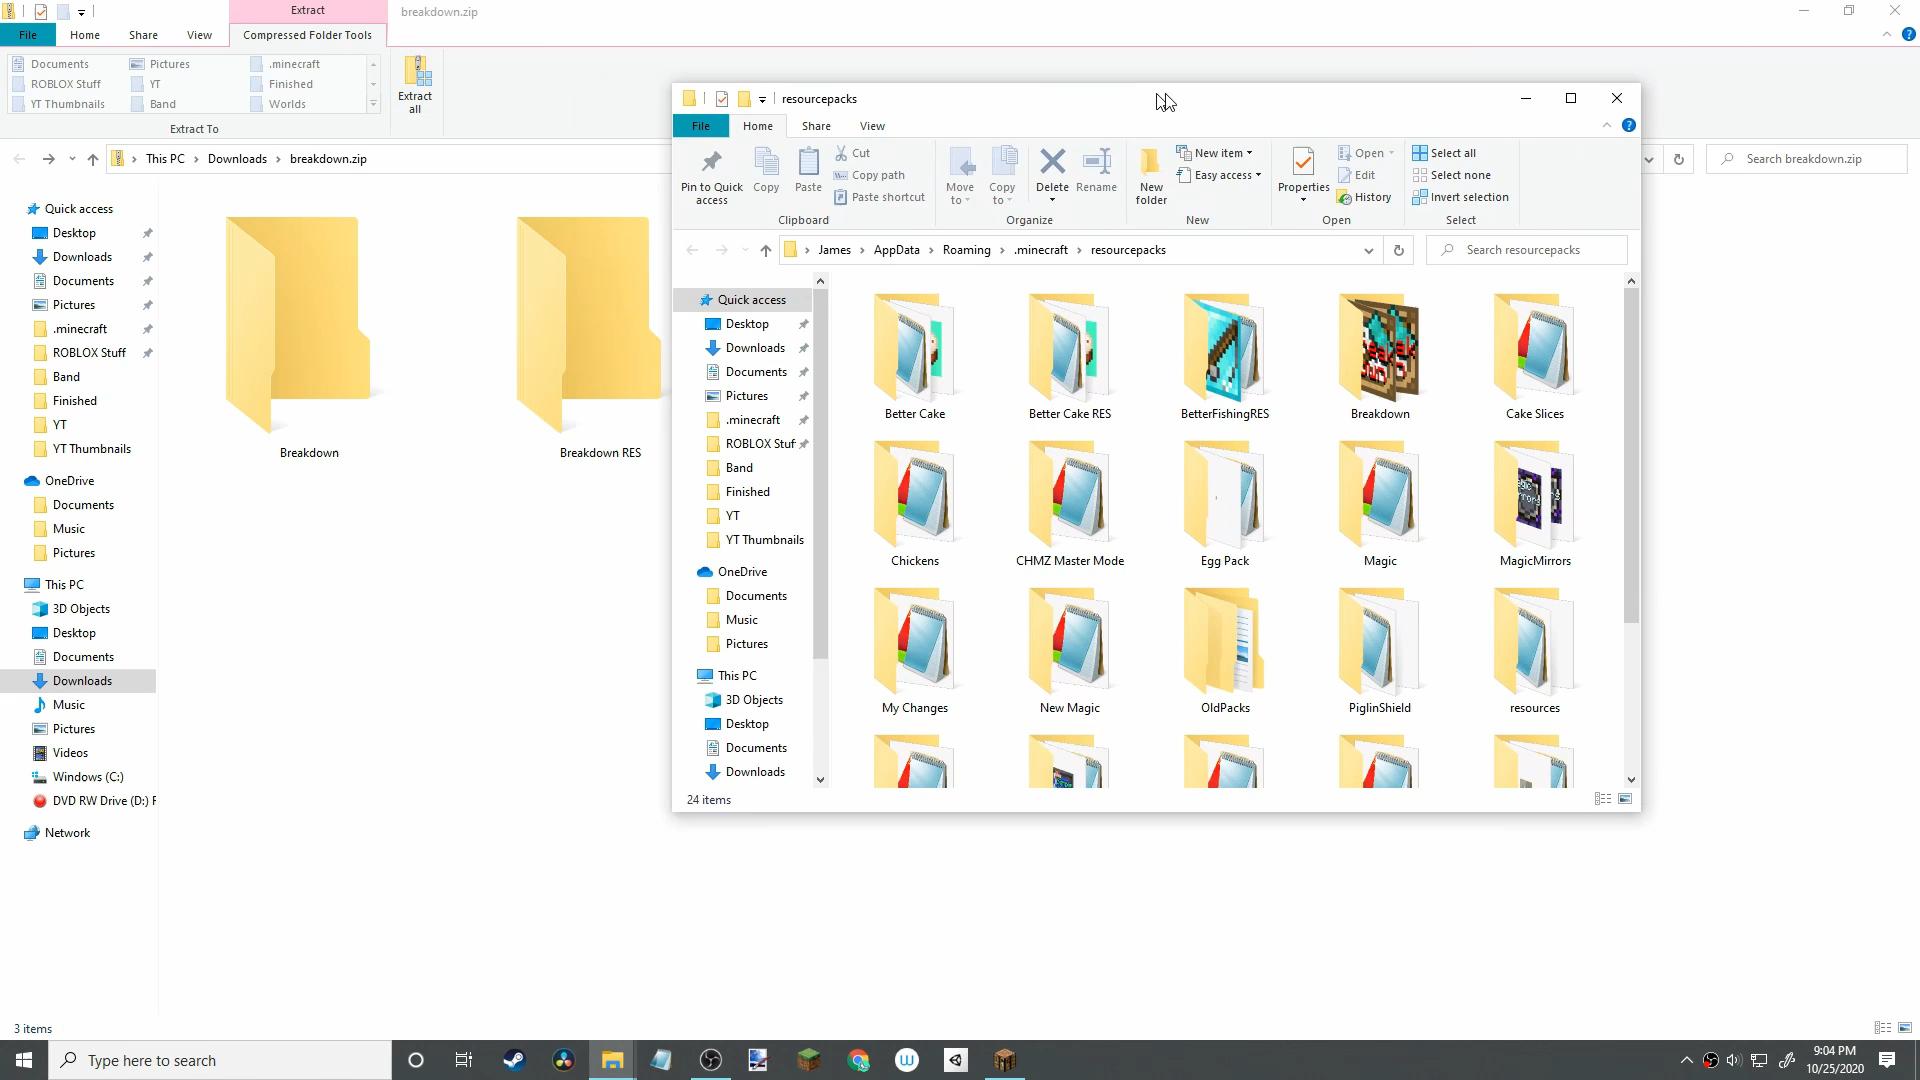 Extract
breakdown.zip
File
Home
Share
View
Compressed Folder Tools
Documents
Pictures
.minecraft
ROBLOX Stuff
YT
Finished
YT Thumbnails
Band
Worlds
Extract To
Extract
all
This PC
Downloads
breakdown.zip
Search breakdown.zip
Quick access
Desktop
Downloads
Documents
Pictures
.minecraft
ROBLOX Stuff
Band
Finished
YT
YT Thumbnails
OneDrive
Documents
Music
Pictures
This PC
3D Objects
Desktop
Documents
Downloads
Music
Pictures
Videos
Windows (C:)
DVD RW Drive (D:) F
Network
3 items
Breakdown
Breakdown RES
resourcepacks
File
Home
Share
View
Pin to Quick
access
Copy
Paste
Cut
Copy path
Paste shortcut
Clipboard
Move
to
Copy
to
Delete
Rename
Organize
New
folder
New item
Easy access
New
Properties
Open
Edit
History
Open
Select all
Select none
Invert selection
Select
James
AppData
Roaming
.minecraft
resourcepacks
Search resourcepacks
Quick access
Desktop
Downloads
Documents
Pictures
.minecraft
ROBLOX Stuf
Band
Finished
YT
YT Thumbnails
OneDrive
Documents
Music
Pictures
This PC
3D Objects
Desktop
Documents
Downloads
Better Cake
Better Cake RES
BetterFishingRES
Breakdown
Cake Slices
Chickens
CHMZ Master Mode
Egg Pack
Magic
MagicMirrors
My Changes
New Magic
OldPacks
PiglinShield
resources
24 items
Type here to search
9:04 PM
10/25/2020